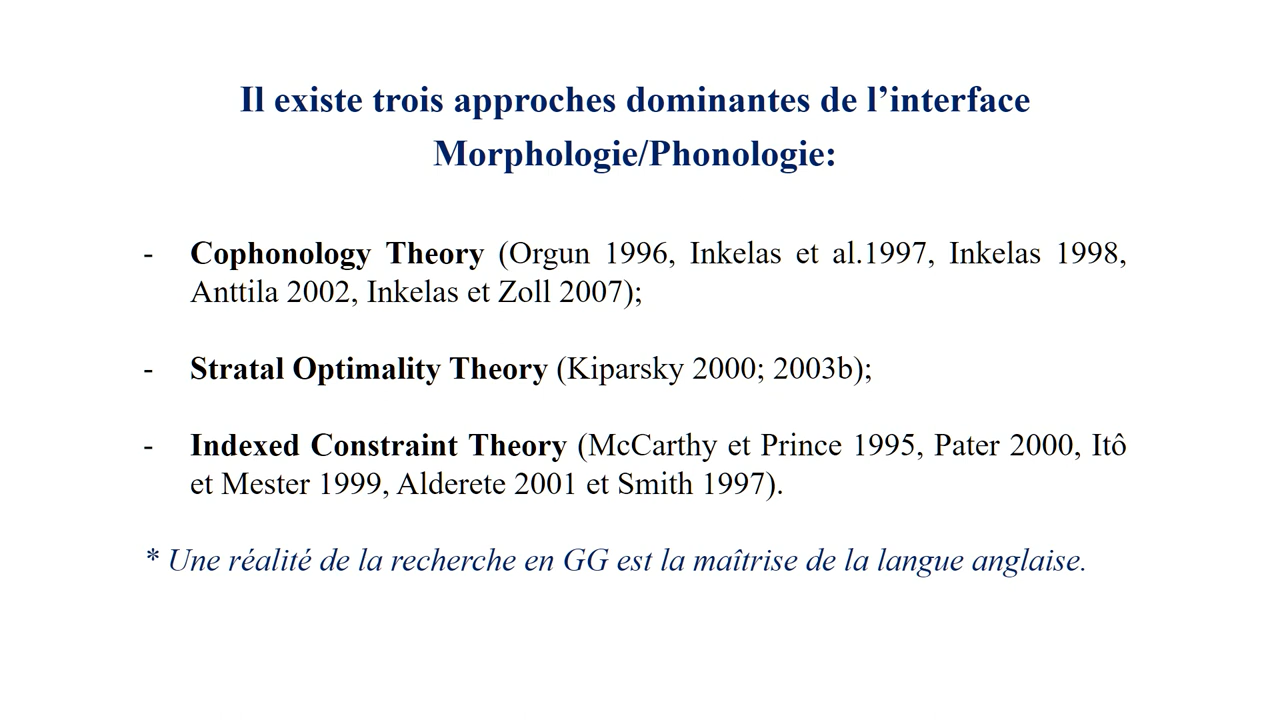 Il existe trois approches dominantes de l’interface
Morphologie/Phonologie:
- Cophonology Theory (Orgun 1996, Inkelas et al.1997, Inkelas 1998,
Anttila 2002, Inkelas et Zoll 2007);
- Stratal Optimality Theory (Kiparsky 2000; 2003b);
- Indexed Constraint Theory (McCarthy et Prince 1995, Pater 2000, Itô
et Mester 1999, Alderete 2001 et Smith 1997).
* Une réalité de la recherche en GG est la maîtrise de la langue anglaise.